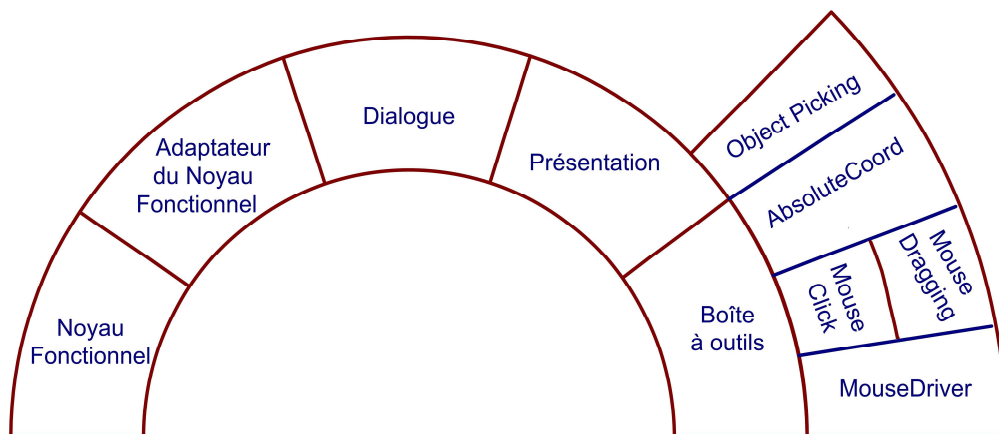 Noyau
Fonctionnel
Adaptateur
du Noyau
Fonctionnel
Dialogue
Présentation
Boîte
à outils
Object Picking
AbsoluteCoord
Mouse
Click
Mouse
Dragging
MouseDriver